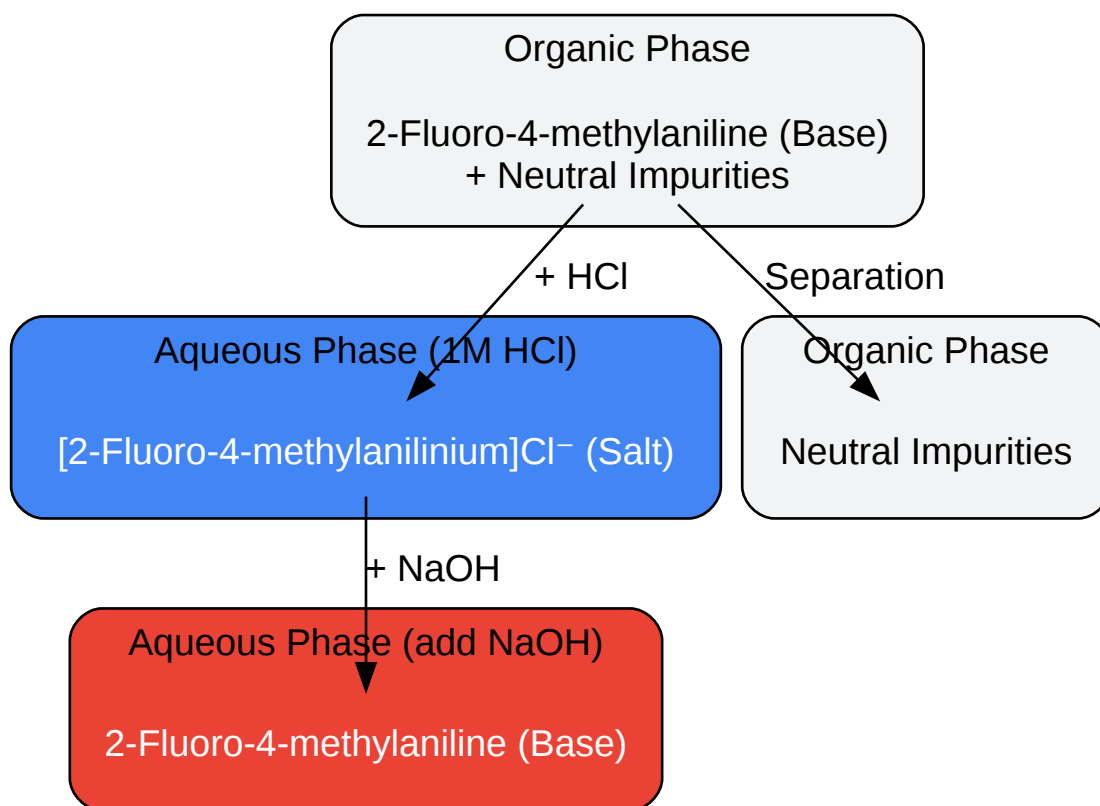 Organic Phase
2-Fluoro-4-methylaniline (Base)
+ Neutral Impurities
+ HCl
Separation
Aqueous Phase (1M HCl)
[2-Fluoro-4-methylanilinium]Cl⁻ (Salt)
Organic Phase
Neutral Impurities
+ NaOH
Aqueous Phase (add NaOH)
2-Fluoro-4-methylaniline (Base)